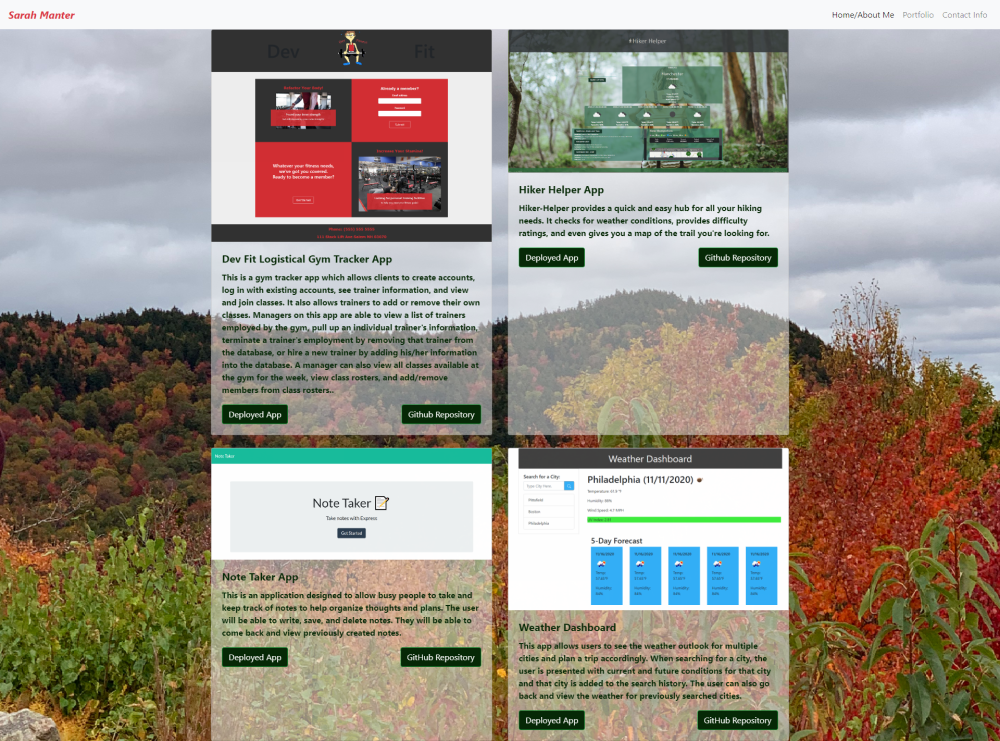 Sarah Manter
Home/About Me Portfolio Contact Info
Dev Fit
Already a member?
Whatever your fitness needs,
we've got you covered.
Ready to become a member?
Dev Fit Logistical Gym Tracker App
This is a gym tracker app which allows clients to create accounts,
log in with existing accounts, see trainer information, and view
and join classes. It also allows trainers to add or remove their own
classes. Managers on this app are able to view a list of trainers
employed by the gym, pull up an individual trainer's information,
terminate a trainer's employment by removing that trainer from
the database, or hire a new trainer by adding his/her information
into the database. A manager can also view all classes available at
the gym for the week, view class rosters, and add/remove
members from class rosters..
Deployed App Github Repository
Hiker Helper
Hiker Helper App
Hiker-Helper provides a quick and easy hub for all your hiking
needs. It checks for weather conditions, provides difficulty
ratings, and even gives you a map of the trail you're looking for.
Deployed App Github Repository
Note Taker
Note Taker
Take notes with Express
Get Started
Note Taker App
This is an application designed to allow busy people to take and
keep track of notes to help organize thoughts and plans. The user
will be able to write, save, and delete notes. They will be able to
come back and view previously created notes.
Deployed App GitHub Repository
Weather Dashboard
Search for a City:
Philadelphia (11/11/2020)
Boston
Philadelphia
5-Day Forecast
Weather Dashboard
This app allows users to see the weather outlook for multiple
cities and plan a trip accordingly. When searching for a city, the
user is presented with current and future conditions for that city
and that city is added to the search history. The user can also go
back and view the weather for previously searched cities.
Deployed App GitHub Repository